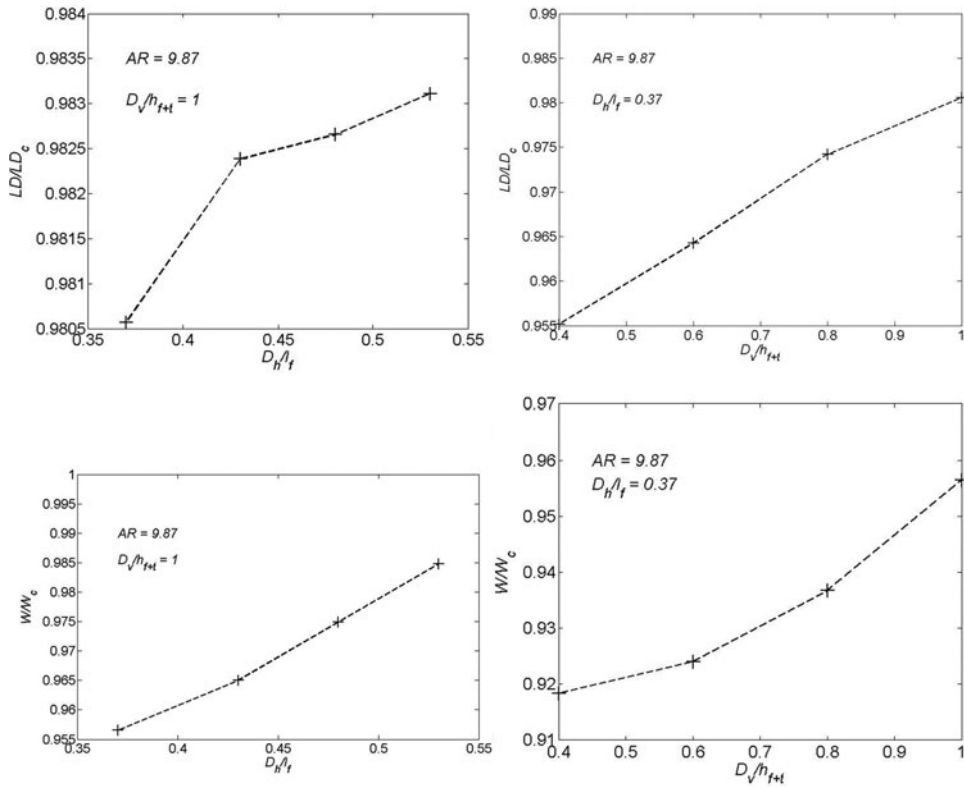 0.984
0.9835
0.983
0.9825
0.982
0.9815
0.981
0.9805
LD/LD_c
AR = 9.87
D_v/h_{f+t} = 1
0.35 0.4 0.45 0.5 0.55
D_h/l_f
0.99
0.985
0.98
0.975
0.97
0.965
0.96
0.955
LD/LD_c
AR = 9.87
D_h/l_f = 0.37
0.4 0.5 0.6 0.7 0.8 0.9 1
D_v/h_{f+t}
1
0.995
0.99
0.985
0.98
0.975
0.97
0.965
0.96
0.955
W/W_c
AR = 9.87
D_v/h_{f+t} = 1
0.35 0.4 0.45 0.5 0.55
D_h/l_f
0.97
0.96
0.95
0.94
0.93
0.92
0.91
W/W_c
AR = 9.87
D_h/l_f = 0.37
0.4 0.5 0.6 0.7 0.8 0.9 1
D_v/h_{f+t}